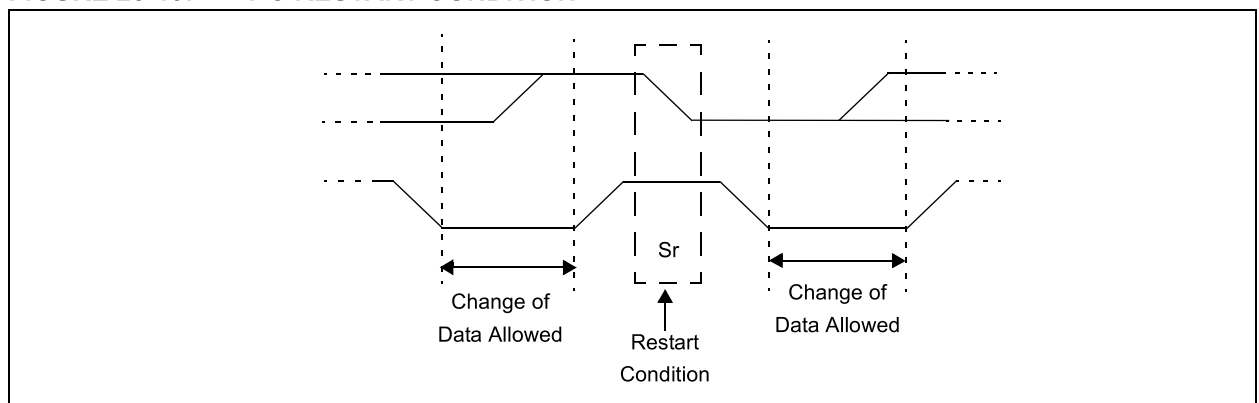 Sr
Change of
Data Allowed
Restart
Condition
Change of
Data Allowed